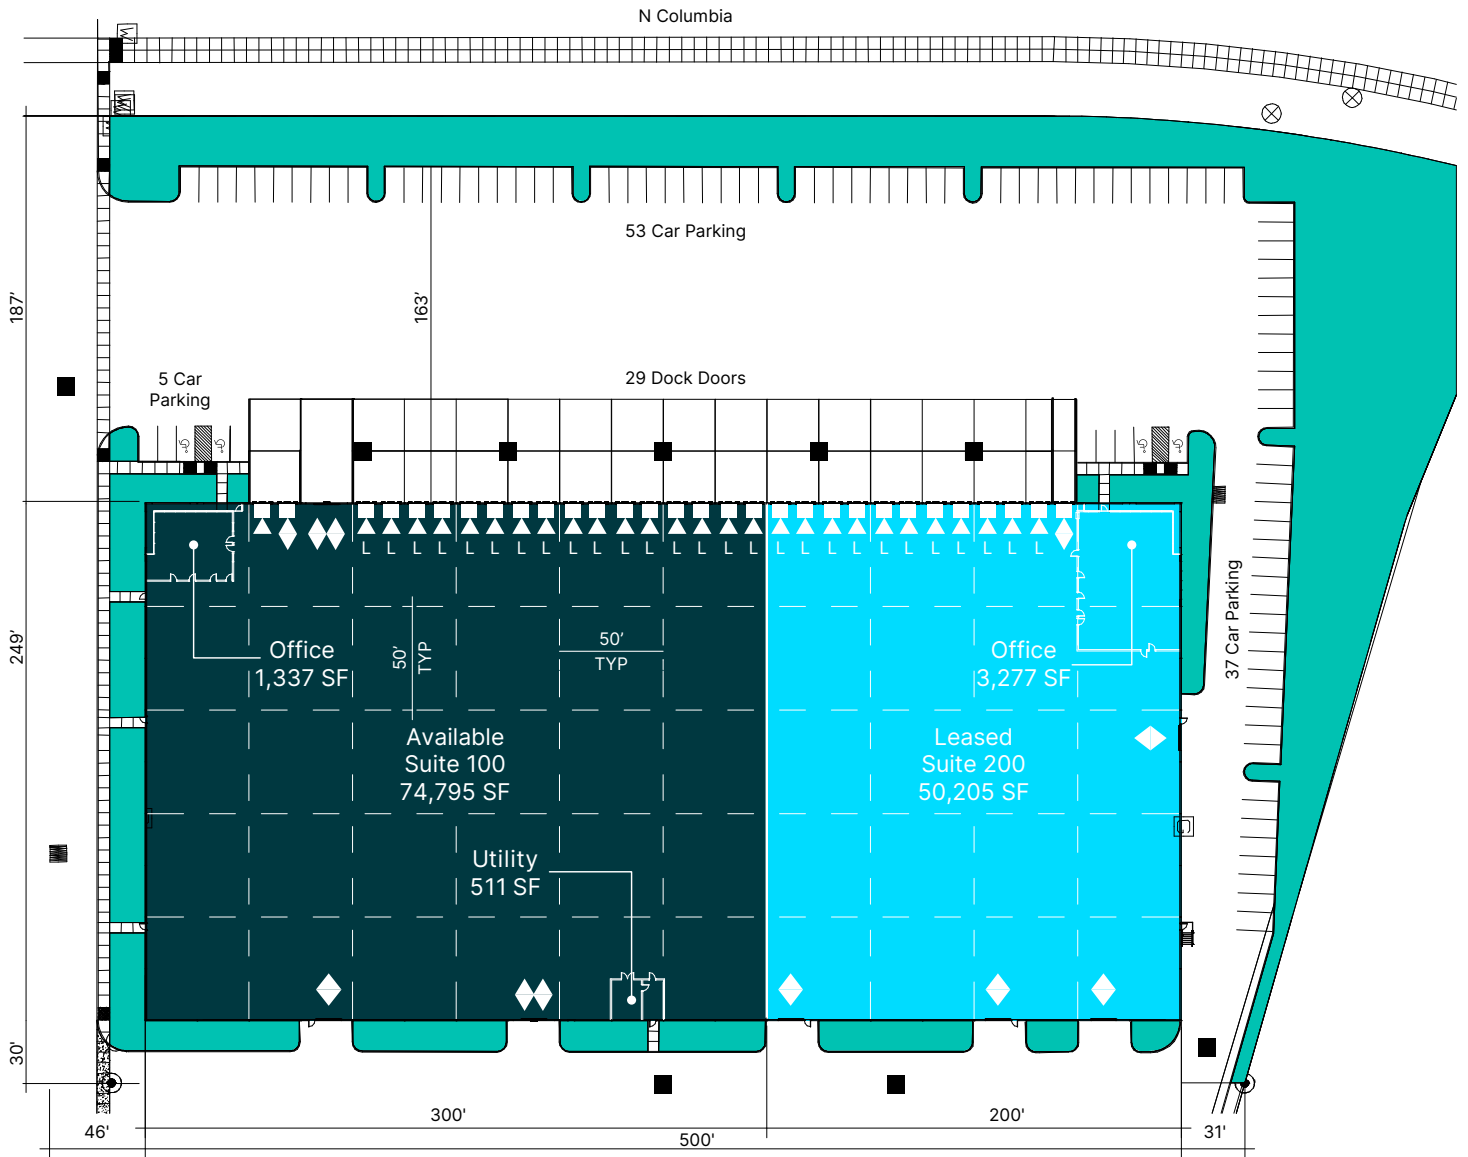 N Columbia
W
W
53 Car Parking
187'
163'
5 Car
Parking
29 Dock Doors
L L L L L L L L L L L L L L L L L L L L L L L L L L L
249'
Office
1,337 SF
50'
TYP
50'
TYP
Office
3,277 SF
37 Car Parking
Available
Suite 100
74,795 SF
Leased
Suite 200
50,205 SF
G
Utility
511 SF
30'
300'
200'
46'
500'
31'